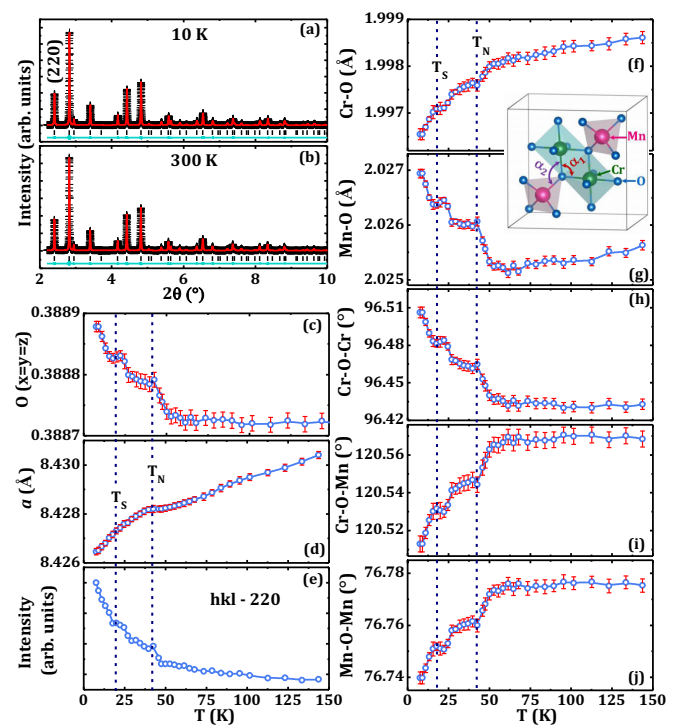 (a)
10 K
(220)
Intensity (arb. units)
(b)
300 K
2 4 6 8 10
2θ (°)
0.3889
0.3888
0.3887
O (x=y=z)
(c)
8.430
8.428
8.426
a (Å)
T_S
T_N
(d)
Intensity
(arb. units)
(e)
hkl - 220
0 25 50 75 100 125 150
T (K)
1.999
1.998
1.997
Cr-O (Å)
T_S
T_N
(f)
Mn
Cr
O
α₁
α₂
2.027
2.026
2.025
Mn-O (Å)
(g)
96.51
96.48
96.45
96.42
Cr-O-Cr (°)
(h)
120.56
120.54
120.52
Cr-O-Mn (°)
(i)
76.78
76.76
76.74
Mn-O-Mn (°)
(j)
0 25 50 75 100 125 150
T (K)